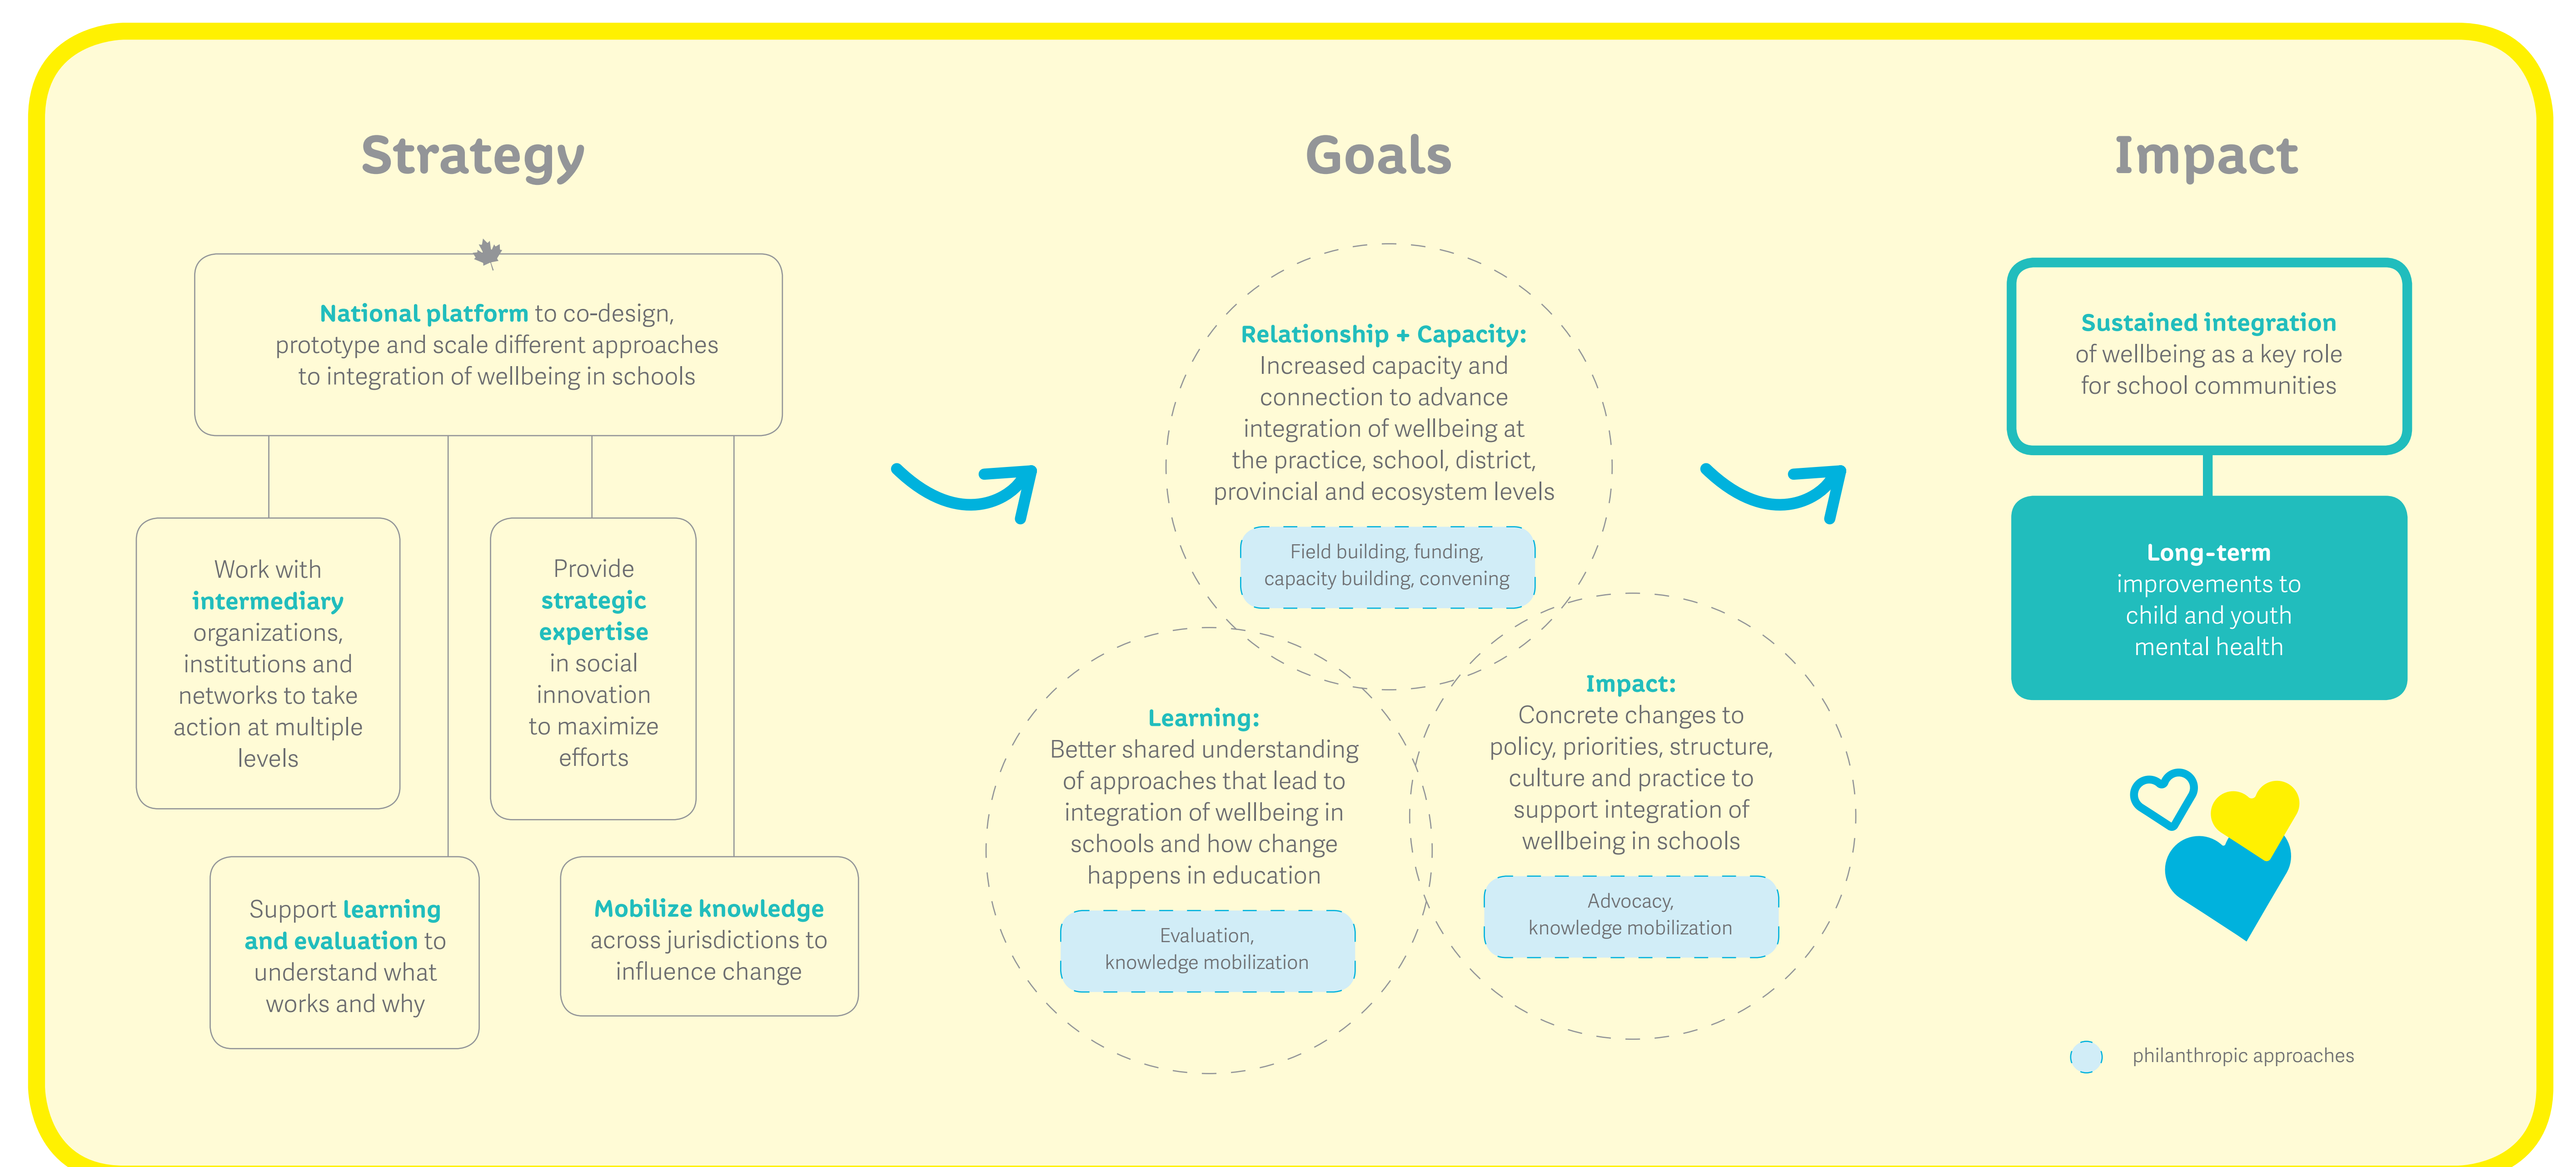 Strategy
National platform to co-design,
prototype and scale different approaches
to integration of wellbeing in schools
Work with
intermediary
organizations,
institutions and
networks to take
action at multiple
levels
Provide
strategic
expertise
in social
innovation
to maximize
efforts
Support learning
and evaluation to
understand what
works and why
Mobilize knowledge
across jurisdictions to
influence change
Goals
Relationship + Capacity:
Increased capacity and
connection to advance
integration of wellbeing at
the practice, school, district,
provincial and ecosystem levels
Field building, funding,
capacity building, convening
Learning:
Better shared understanding
of approaches that lead to
integration of wellbeing in
schools and how change
happens in education
Evaluation,
knowledge mobilization
Impact:
Concrete changes to
policy, priorities, structure,
culture and practice to
support integration of
wellbeing in schools
Advocacy,
knowledge mobilization
Impact
Sustained integration
of wellbeing as a key role
for school communities
Long-term
improvements to
child and youth
mental health
philanthropic approaches